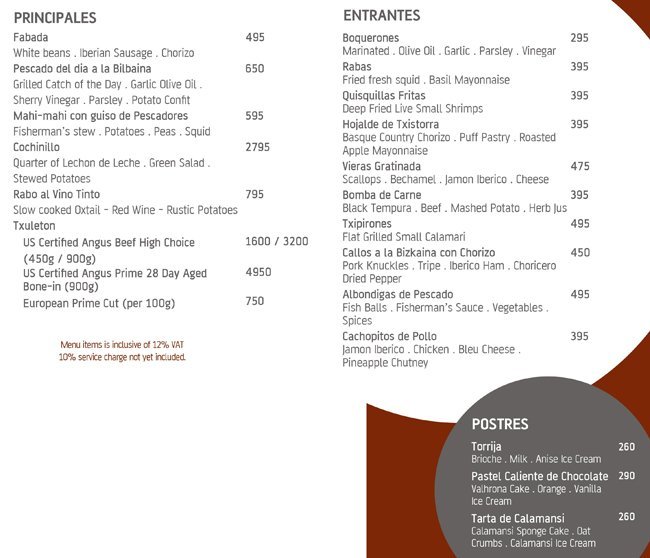 PRINCIPALES
Fabada 495
White beans . Iberian Sausage . Chorizo
Pescado del dia a la Bilbaina 650
Grilled Catch of the Day . Garlic Olive Oil .
Sherry Vinegar . Parsley . Potato Confit
Mahi-mahi con guiso de Pescadores 595
Fisherman's stew . Potatoes . Peas . Squid
Cochinillo 2795
Quarter of Lechon de Leche . Green Salad .
Stewed Potatoes
Rabo al Vino Tinto 795
Slow cooked Oxtail - Red Wine - Rustic Potatoes
Txuleton
US Certified Angus Beef High Choice 1600 / 3200
(450g / 900g)
US Certified Angus Prime 28 Day Aged 4950
Bone-in (900g)
European Prime Cut (per 100g) 750
Menu items is inclusive of 12% VAT
10% service charge not yet included.
ENTRANTES
Boquerones 295
Marinated . Olive Oil . Garlic . Parsley . Vinegar
Rabas 395
Fried fresh squid . Basil Mayonnaise
Quisquillas Fritas 395
Deep Fried Live Small Shrimps
Hojalde de Txistorra 395
Basque Country Chorizo . Puff Pastry . Roasted
Apple Mayonnaise
Vieras Gratinada 475
Scallops . Bechamel . Jamon Iberico . Cheese
Bomba de Carne 395
Black Tempura . Beef . Mashed Potato . Herb Jus
Txipirones 495
Flat Grilled Small Calamari
Callos a la Bizkaina con Chorizo 450
Pork Knuckles . Tripe . Iberico Ham . Choricero
Dried Pepper
Albondigas de Pescado 495
Fish Balls . Fisherman's Sauce . Vegetables .
Spices
Cachopitos de Pollo 395
Jamon Iberico . Chicken . Bleu Cheese .
Pineapple Chutney
POSTRES
Torrija 260
Brioche . Milk . Anise Ice Cream
Pastel Caliente de Chocolate 290
Valhrona Cake . Orange . Vanilla
Ice Cream
Tarta de Calamansi 260
Calamansi Sponge Cake . Oat
Crumbs . Calamansi Ice Cream